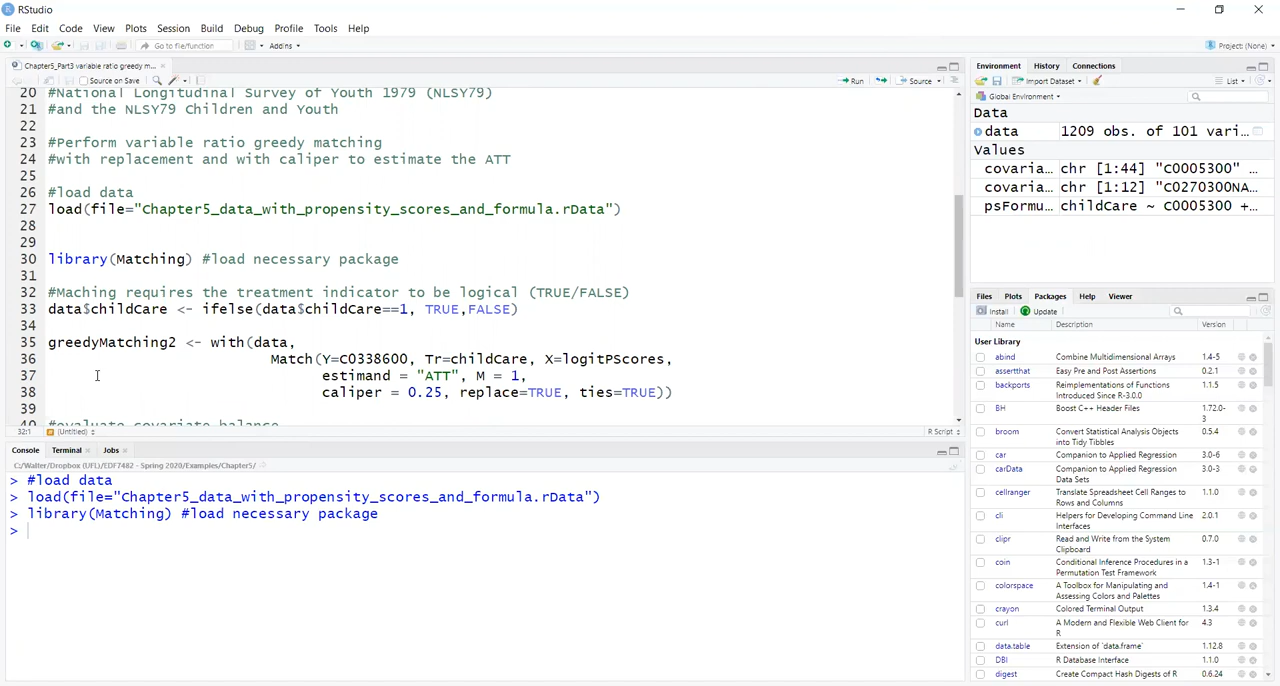 RStudio
File Edit Code View Plots Session Build Debug Profile Tools Help
Go to file/function Addins Project: (None)
Chapter5_Part3 variable ratio greedy m...
Source on Save Run Source
20 #National Longitudinal Survey of Youth 1979 (NLSY79)
21 #and the NLSY79 Children and Youth
22
23 #Perform variable ratio greedy matching
24 #with replacement and with caliper to estimate the ATT
25
26 #load data
27 load(file="Chapter5_data_with_propensity_scores_and_formula.rData")
28
29
30 library(Matching) #load necessary package
31
32 #Maching requires the treatment indicator to be logical (TRUE/FALSE)
33 data$childCare <- ifelse(data$childCare==1, TRUE,FALSE)
34
35 greedyMatching2 <- with(data,
36 Match(Y=C0338600, Tr=childCare, X=logitPScores,
37 estimand = "ATT", M = 1,
38 caliper = 0.25, replace=TRUE, ties=TRUE))
39
40 #evaluate covariate balance
32:1 (Untitled) R Script
Console Terminal Jobs
C:/Walter/Dropbox (UFL)/EDF7482 - Spring 2020/Examples/Chapter5/
> #load data
> load(file="Chapter5_data_with_propensity_scores_and_formula.rData")
> library(Matching) #load necessary package
>
Environment History Connections
Import Dataset List
Global Environment
Data
data 1209 obs. of 101 vari...
Values
covaria... chr [1:44] "C0005300" ...
covaria... chr [1:12] "C0270300NA...
psFormu... childCare ~ C0005300 +...
Files Plots Packages Help Viewer
Install Update
Name Description Version
User Library
abind Combine Multidimensional Arrays 1.4-5
assertthat Easy Pre and Post Assertions 0.2.1
backports Reimplementations of Functions Introduced Since R-3.0.0 1.1.5
BH Boost C++ Header Files 1.72.0-3
broom Convert Statistical Analysis Objects into Tidy Tibbles 0.5.4
car Companion to Applied Regression 3.0-6
carData Companion to Applied Regression Data Sets 3.0-3
cellranger Translate Spreadsheet Cell Ranges to Rows and Columns 1.1.0
cli Helpers for Developing Command Line Interfaces 2.0.1
clipr Read and Write from the System Clipboard 0.7.0
coin Conditional Inference Procedures in a Permutation Test Framework 1.3-1
colorspace A Toolbox for Manipulating and Assessing Colors and Palettes 1.4-1
crayon Colored Terminal Output 1.3.4
curl A Modern and Flexible Web Client for R 4.3
data.table Extension of `data.frame` 1.12.8
DBI R Database Interface 1.1.0
digest Create Compact Hash Digests of R 0.6.24